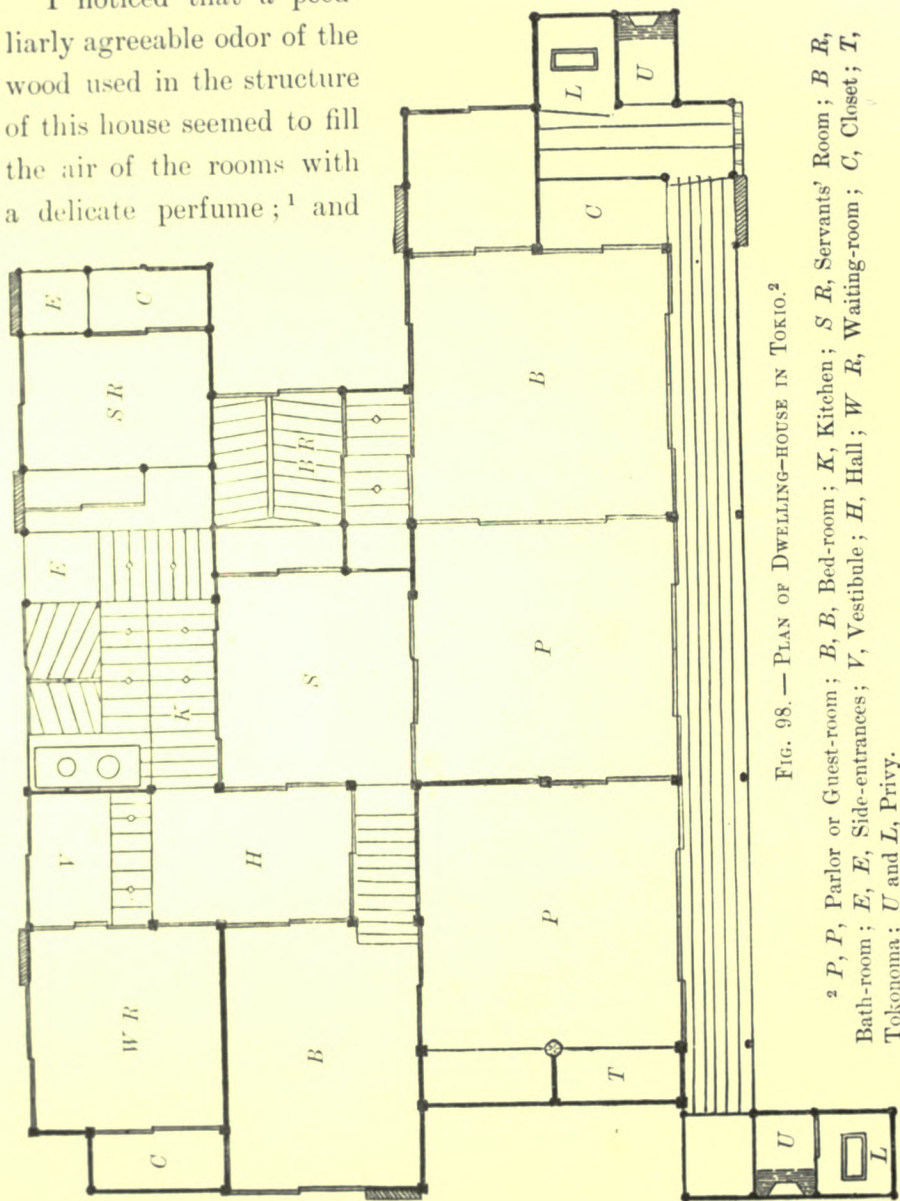 I noticed that a pecu-
liarly agreeable odor of the
wood used in the structure
of this house seemed to fill
the air of the rooms with
a delicate perfume;¹ and
L
U
C
E
C
S R
B R
B
E
K
S
P
V
H
P
W R
B
T
C
U
L
Fig. 98. — Plan of Dwelling-house in Tokio.²
² P, P, Parlor or Guest-room; B, B, Bed-room; K, Kitchen; S R, Servants' Room; B R,
Bath-room; E, E, Side-entrances; V, Vestibule; H, Hall; W R, Waiting-room; C, Closet; T,
Tokonoma; U and L, Privy.